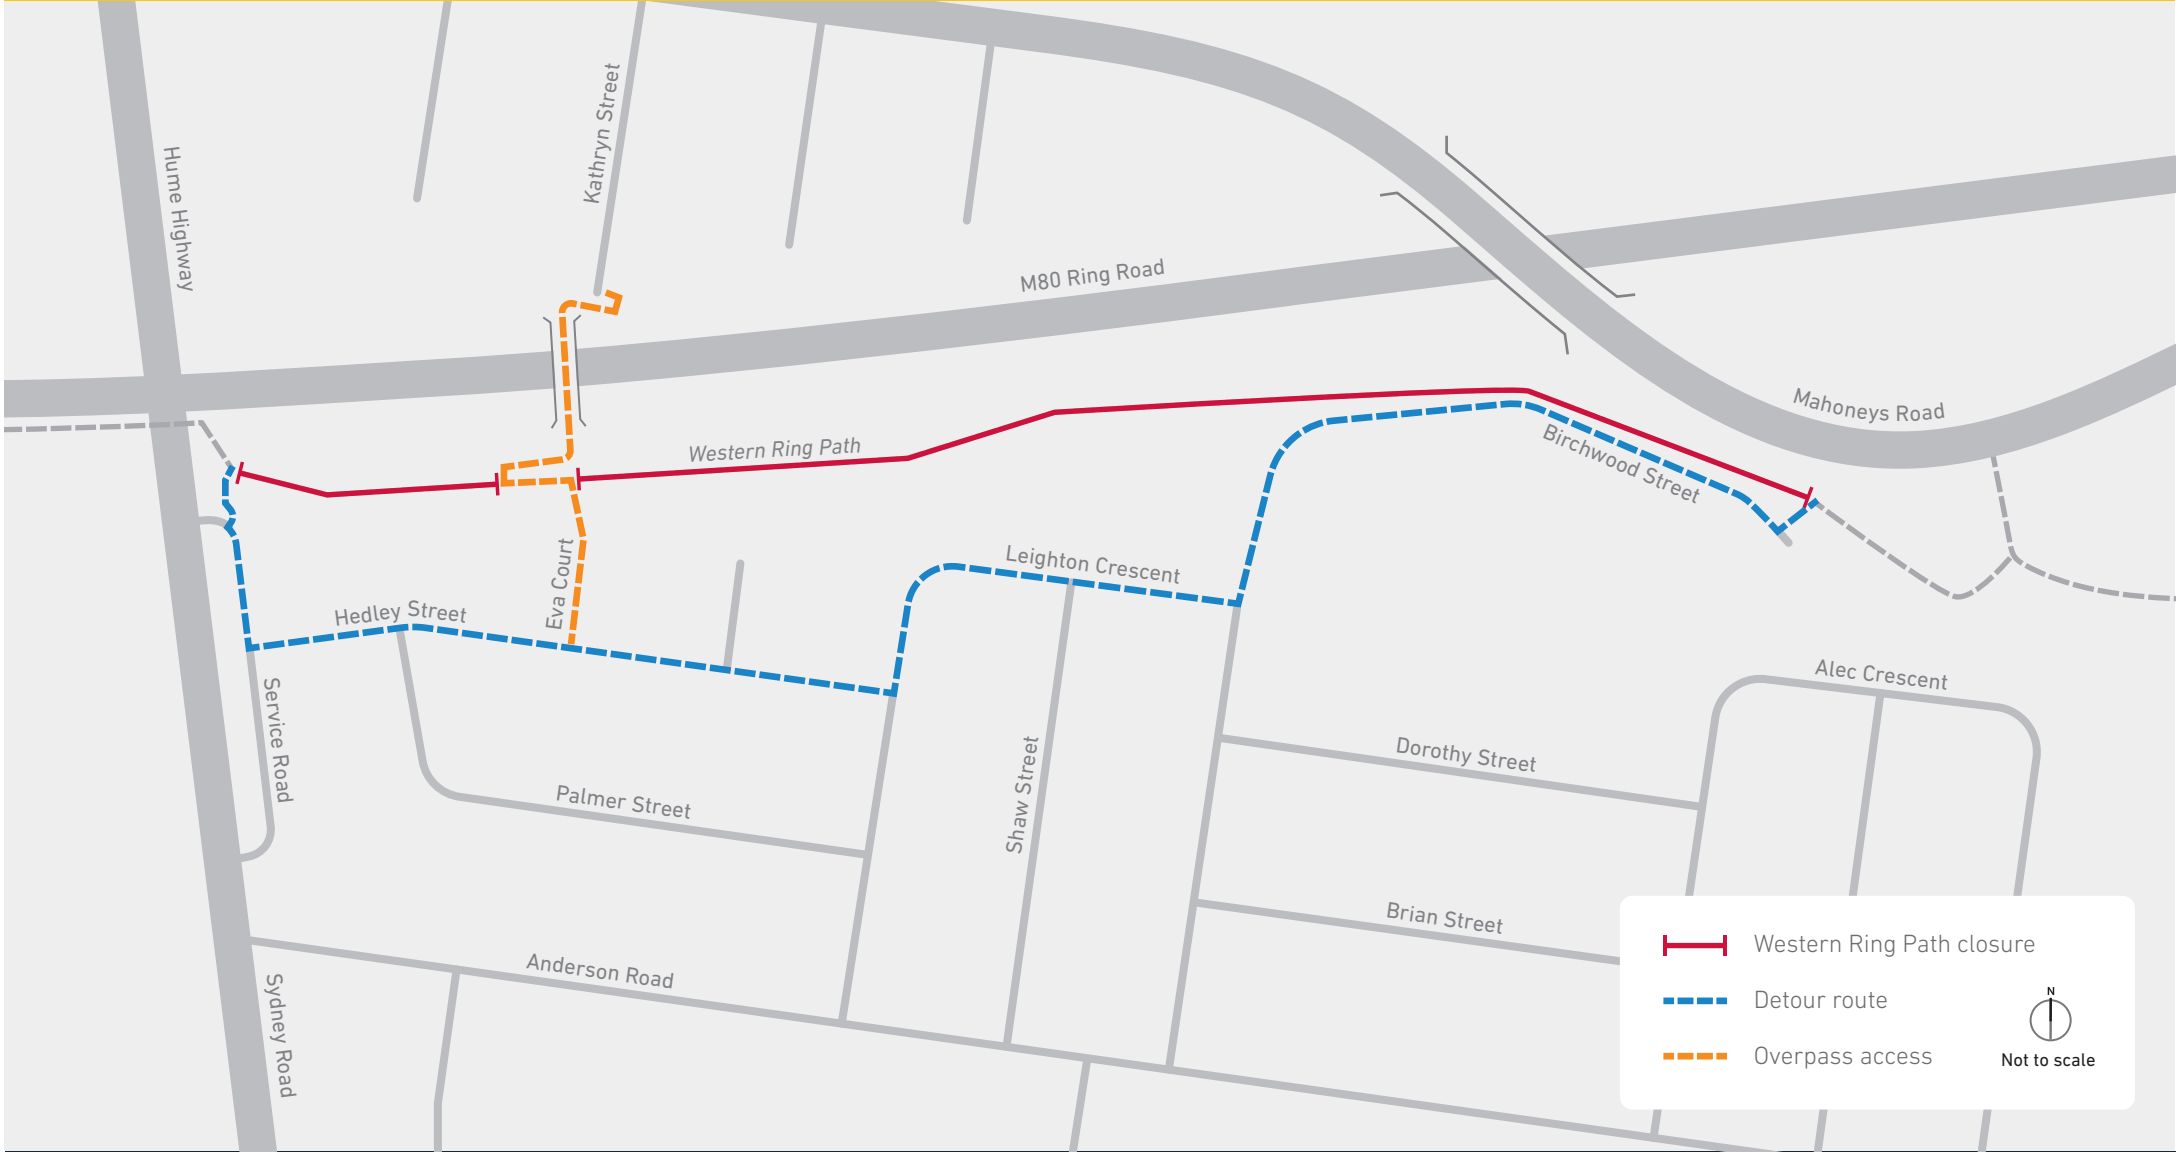 Kathryn Street
Hume Highway
M80 Ring Road
Mahoneys Road
Western Ring Path
Birchwood Street
Leighton Crescent
Eva Court
Hedley Street
Service Road
Alec Crescent
Shaw Street
Dorothy Street
Palmer Street
Brian Street
Anderson Road
Sydney Road
Western Ring Path closure
Detour route
Overpass access
N
Not to scale